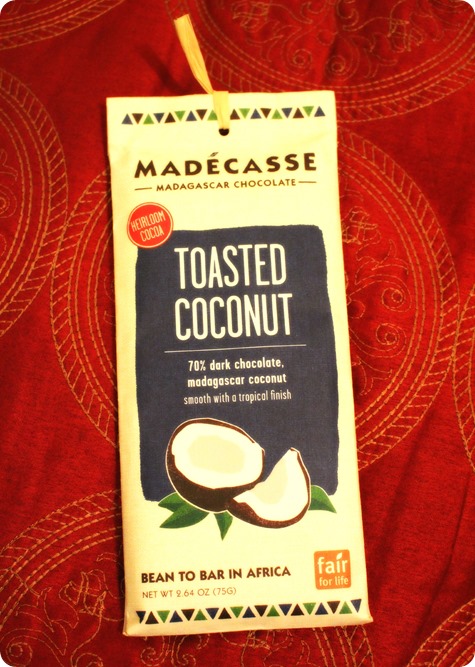 MADÉCASSE
MADAGASCAR CHOCOLATE
HEIRLOOM
COCOA
TOASTED
COCONUT
70% dark chocolate,
madagascar coconut
smooth with a tropical finish
fair
for life
BEAN TO BAR IN AFRICA
NET WT 2.64 OZ (75G)